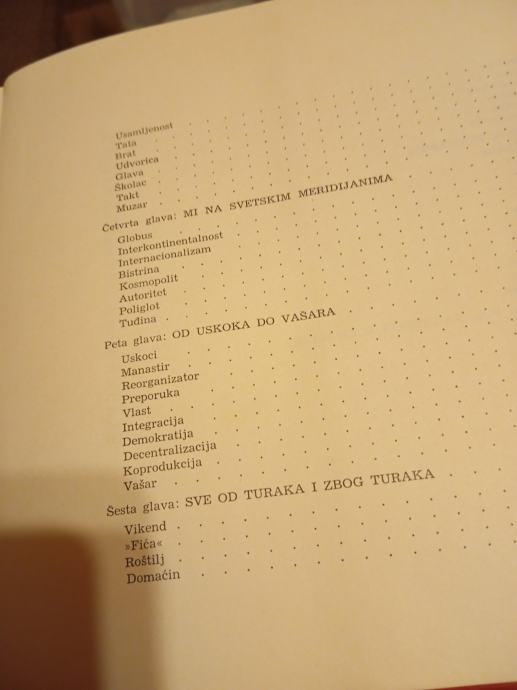 Usamljenost
Tata
Brat
Udvorica
Glava
Školac
Takt
Muzar
Četvrta glava: MI NA SVETSKIM MERIDIJANIMA
Globus
Interkontinentalnost
Internacionalizam
Bistrina
Kosmopolit
Autoritet
Poliglot
Tuđina
Peta glava: OD USKOKA DO VAŠARA
Uskoci
Manastir
Reorganizator
Preporuka
Vlast
Integracija
Demokratija
Decentralizacija
Koprodukcija
Vašar
Šesta glava: SVE OD TURAKA I ZBOG TURAKA
Vikend
»Fića«
Roštilj
Domaćin